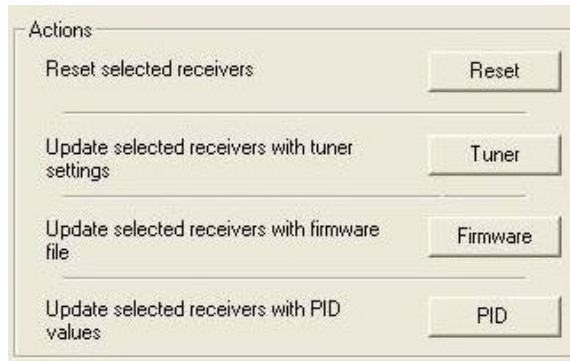 Actions
Reset selected receivers
Reset
Update selected receivers with tuner
settings
Tuner
Update selected receivers with firmware
file
Firmware
Update selected receivers with PID
values
PID